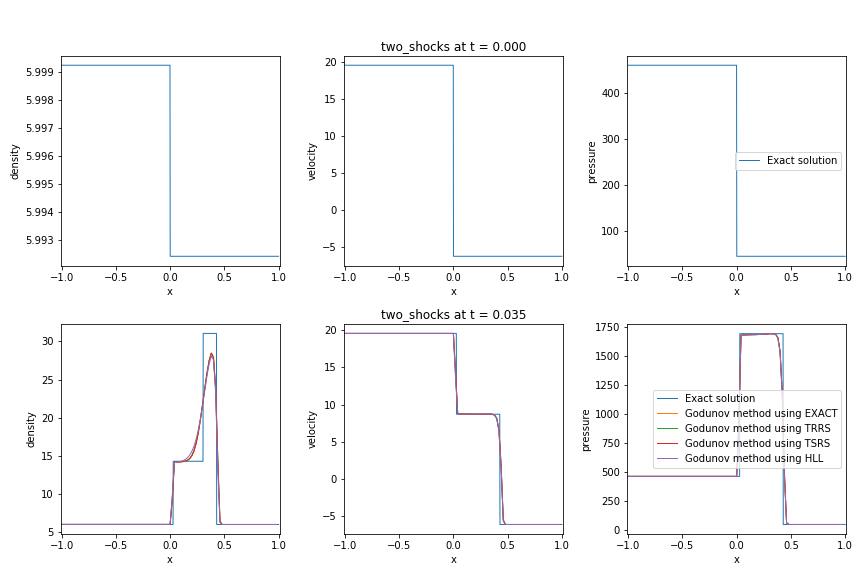 two_shocks at t = 0.000
density
5.999
5.998
5.997
5.996
5.995
5.994
5.993
−1.0 −0.5 0.0 0.5 1.0
x
velocity
20
15
10
5
0
−5
−1.0 −0.5 0.0 0.5 1.0
x
pressure
400
300
200
100
Exact solution
−1.0 −0.5 0.0 0.5 1.0
x
two_shocks at t = 0.035
density
30
25
20
15
10
5
−1.0 −0.5 0.0 0.5 1.0
x
velocity
20
15
10
5
0
−5
−1.0 −0.5 0.0 0.5 1.0
x
pressure
1750
1500
1250
1000
750
500
250
0
Exact solution
Godunov method using EXACT
Godunov method using TRRS
Godunov method using TSRS
Godunov method using HLL
−1.0 −0.5 0.0 0.5 1.0
x